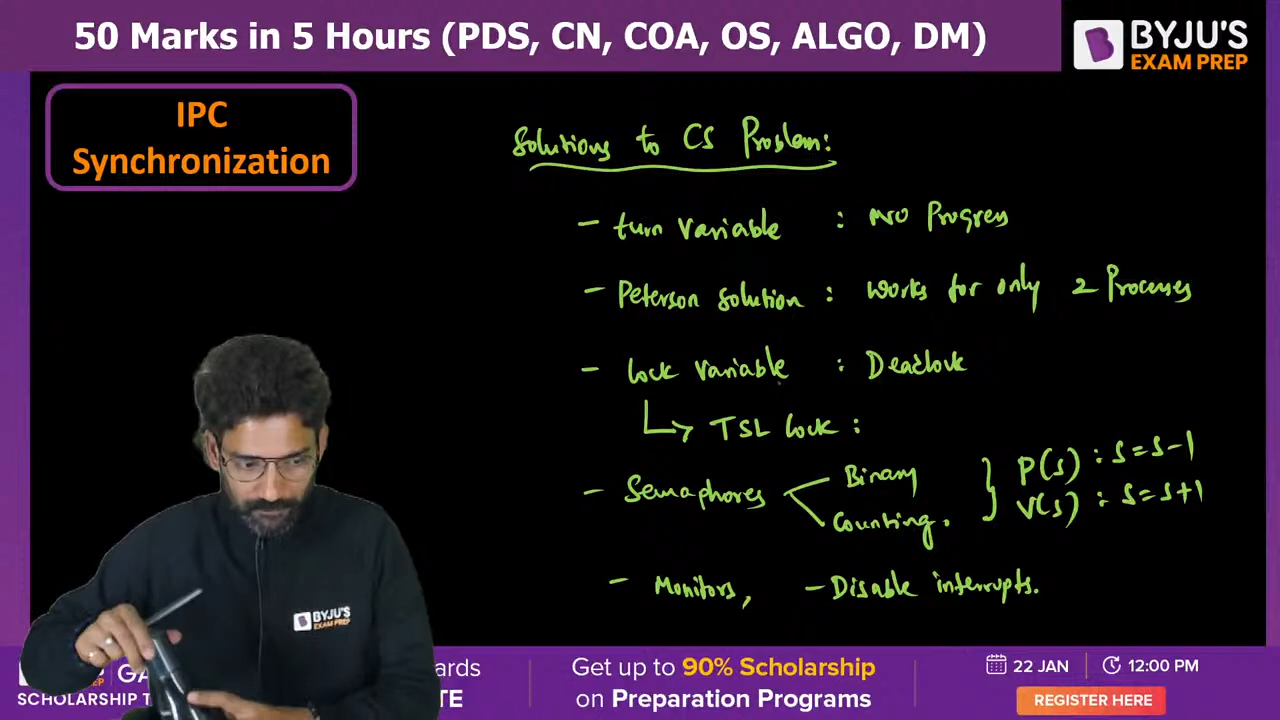 50 Marks in 5 Hours (PDS, CN, COA, OS, ALGO, DM)
BYJU'S
EXAM PREP
IPC
Synchronization
Solutions to CS Problem:
- turn variable : No Progress
- Peterson solution : works for only 2 Processes
- lock variable : Deadlock
↳ TSL lock :
- Semaphores < Binary } P(s) : s=s-1
Counting. V(s) : s=s+1
- Monitors, - Disable interrupts.
BYJU'S
EXAM PREP
SCHOLARSHIP
Get up to 90% Scholarship
on Preparation Programs
22 JAN
12:00 PM
REGISTER HERE